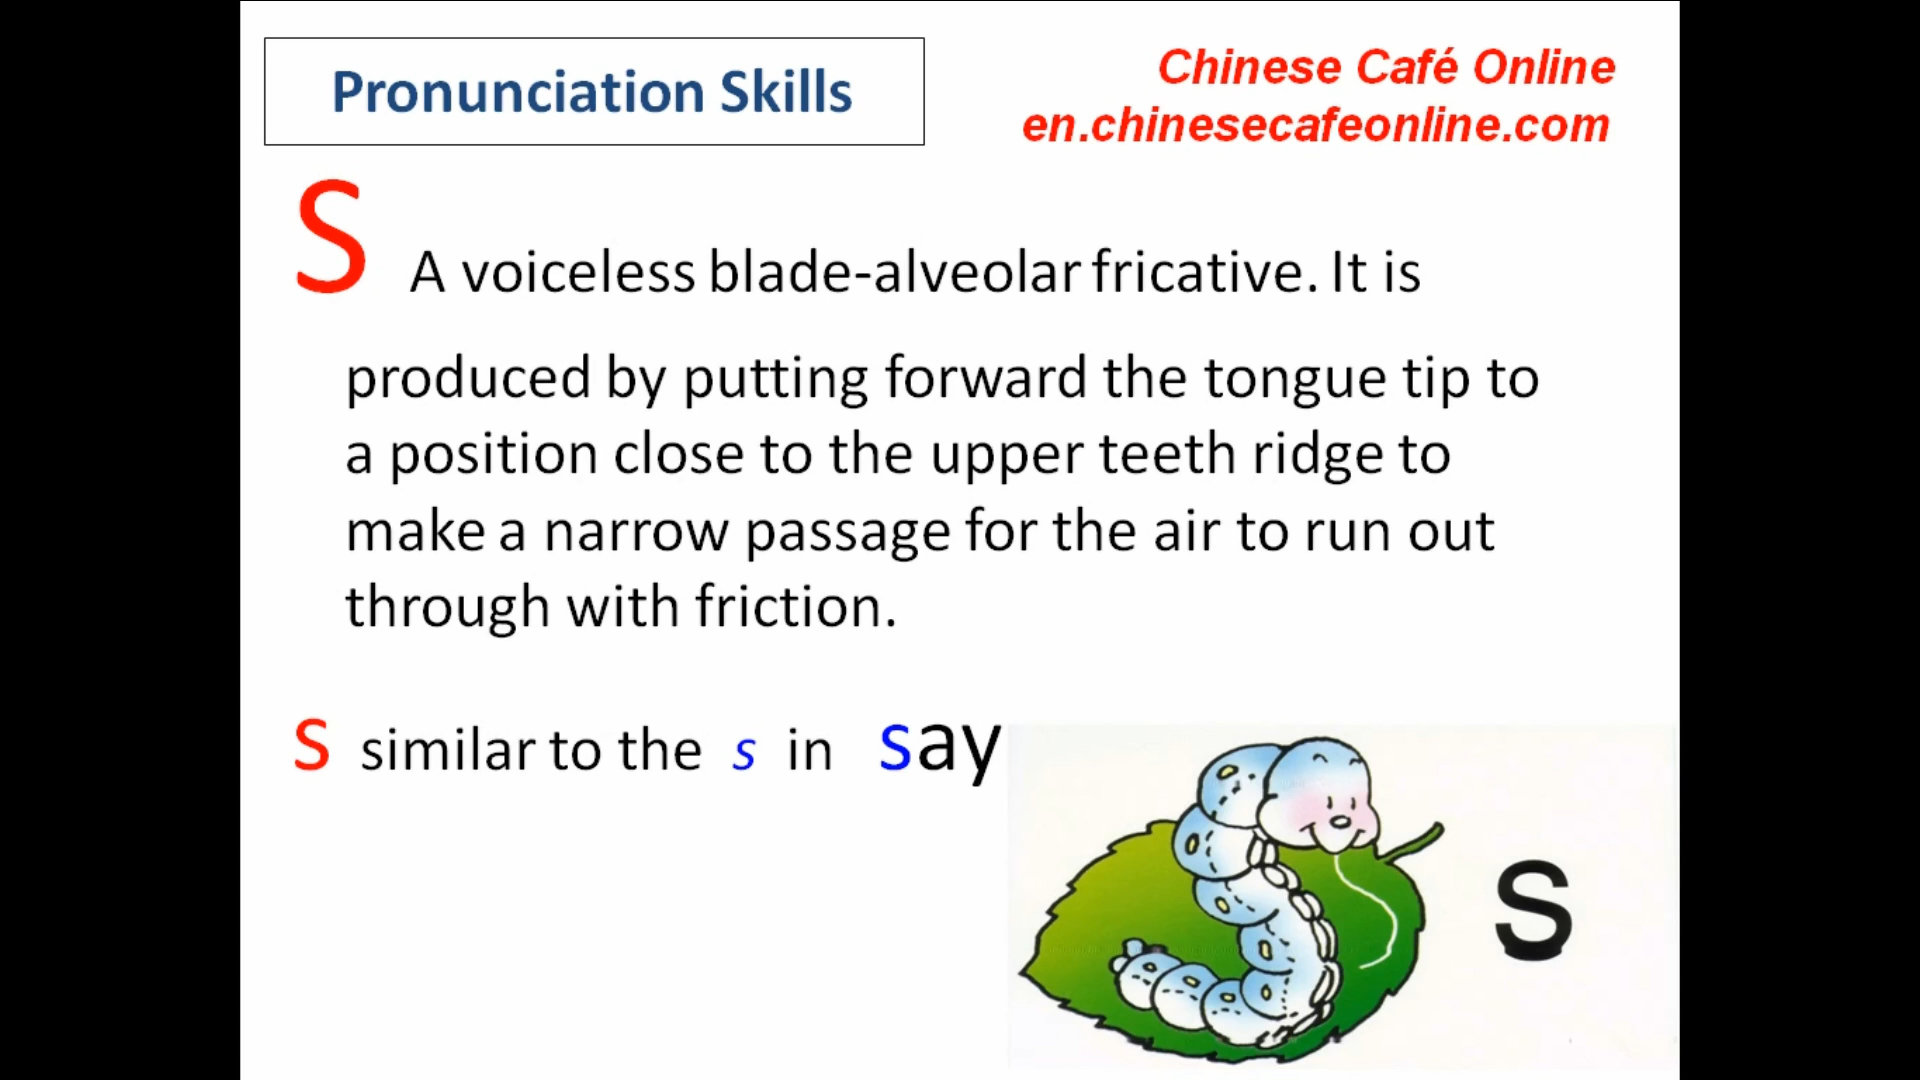 Pronunciation Skills
Chinese Café Online
en.chinesecafeonline.com
S A voiceless blade-alveolar fricative. It is
produced by putting forward the tongue tip to
a position close to the upper teeth ridge to
make a narrow passage for the air to run out
through with friction.
s similar to the s in say
s